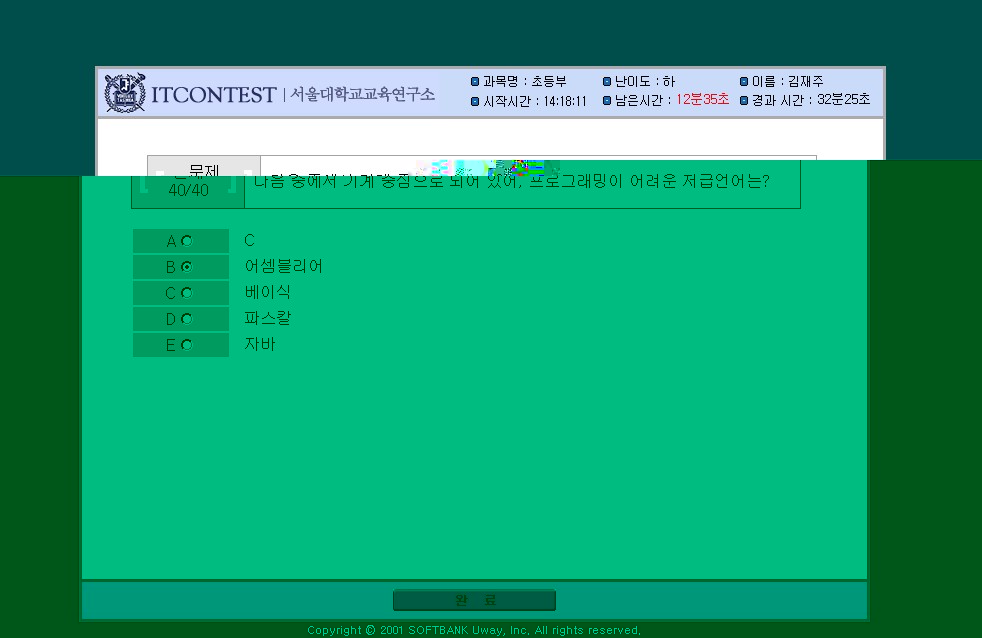 ITCONTEST | 서울대학교교육연구소
과목명 : 초등부 난이도 : 하 이름 : 김재주
시작시간 : 14:18:11 남은시간 : 12분35초 경과 시간 : 32분25초
문제
40/40
다음 중에서 기계 중심으로 되어 있어, 프로그래밍이 어려운 저급언어는?
A C
B 어셈블리어
C 베이식
D 파스칼
E 자바
완 료
Copyright © 2001 SOFTBANK Uway, Inc. All rights reserved.